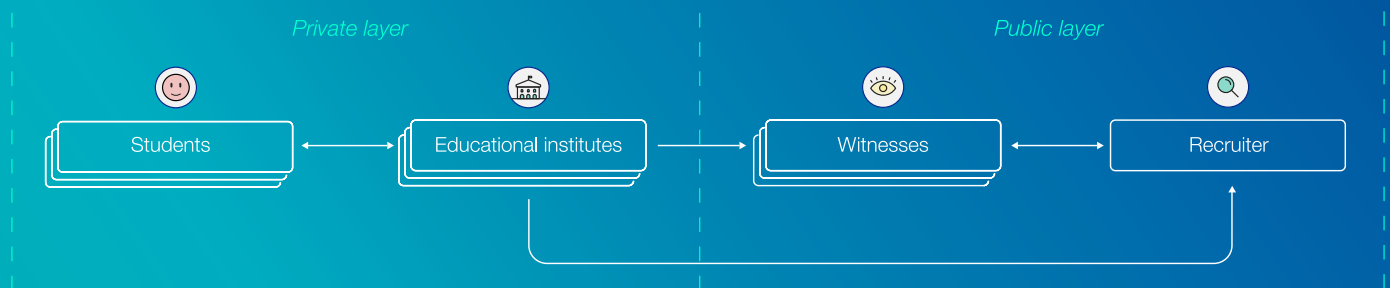 Private layer
Public layer
Students
Educational institutes
Witnesses
Recruiter